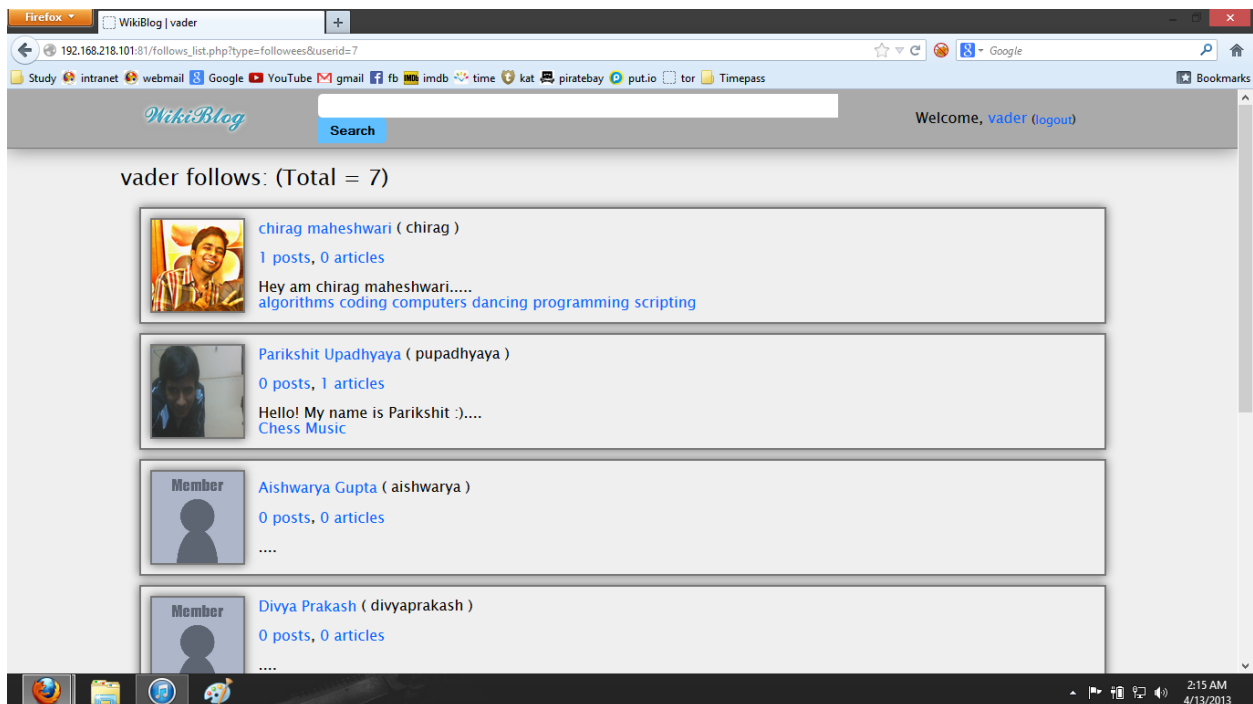 Firefox
WikiBlog | vader
192.168.218.101:81/follows_list.php?type=followees&userid=7
Google
Study intranet webmail Google YouTube gmail fb imdb time kat piratebay put.io tor Timepass
Bookmarks
WikiBlog
Search
Welcome, vader (logout)
vader follows: (Total = 7)
chirag maheshwari ( chirag )
1 posts, 0 articles
Hey am chirag maheshwari.....
algorithms coding computers dancing programming scripting
Parikshit Upadhyaya ( pupadhyaya )
0 posts, 1 articles
Hello! My name is Parikshit :)....
Chess Music
Member
Aishwarya Gupta ( aishwarya )
0 posts, 0 articles
....
Member
Divya Prakash ( divyaprakash )
0 posts, 0 articles
....
2:15 AM
4/13/2013